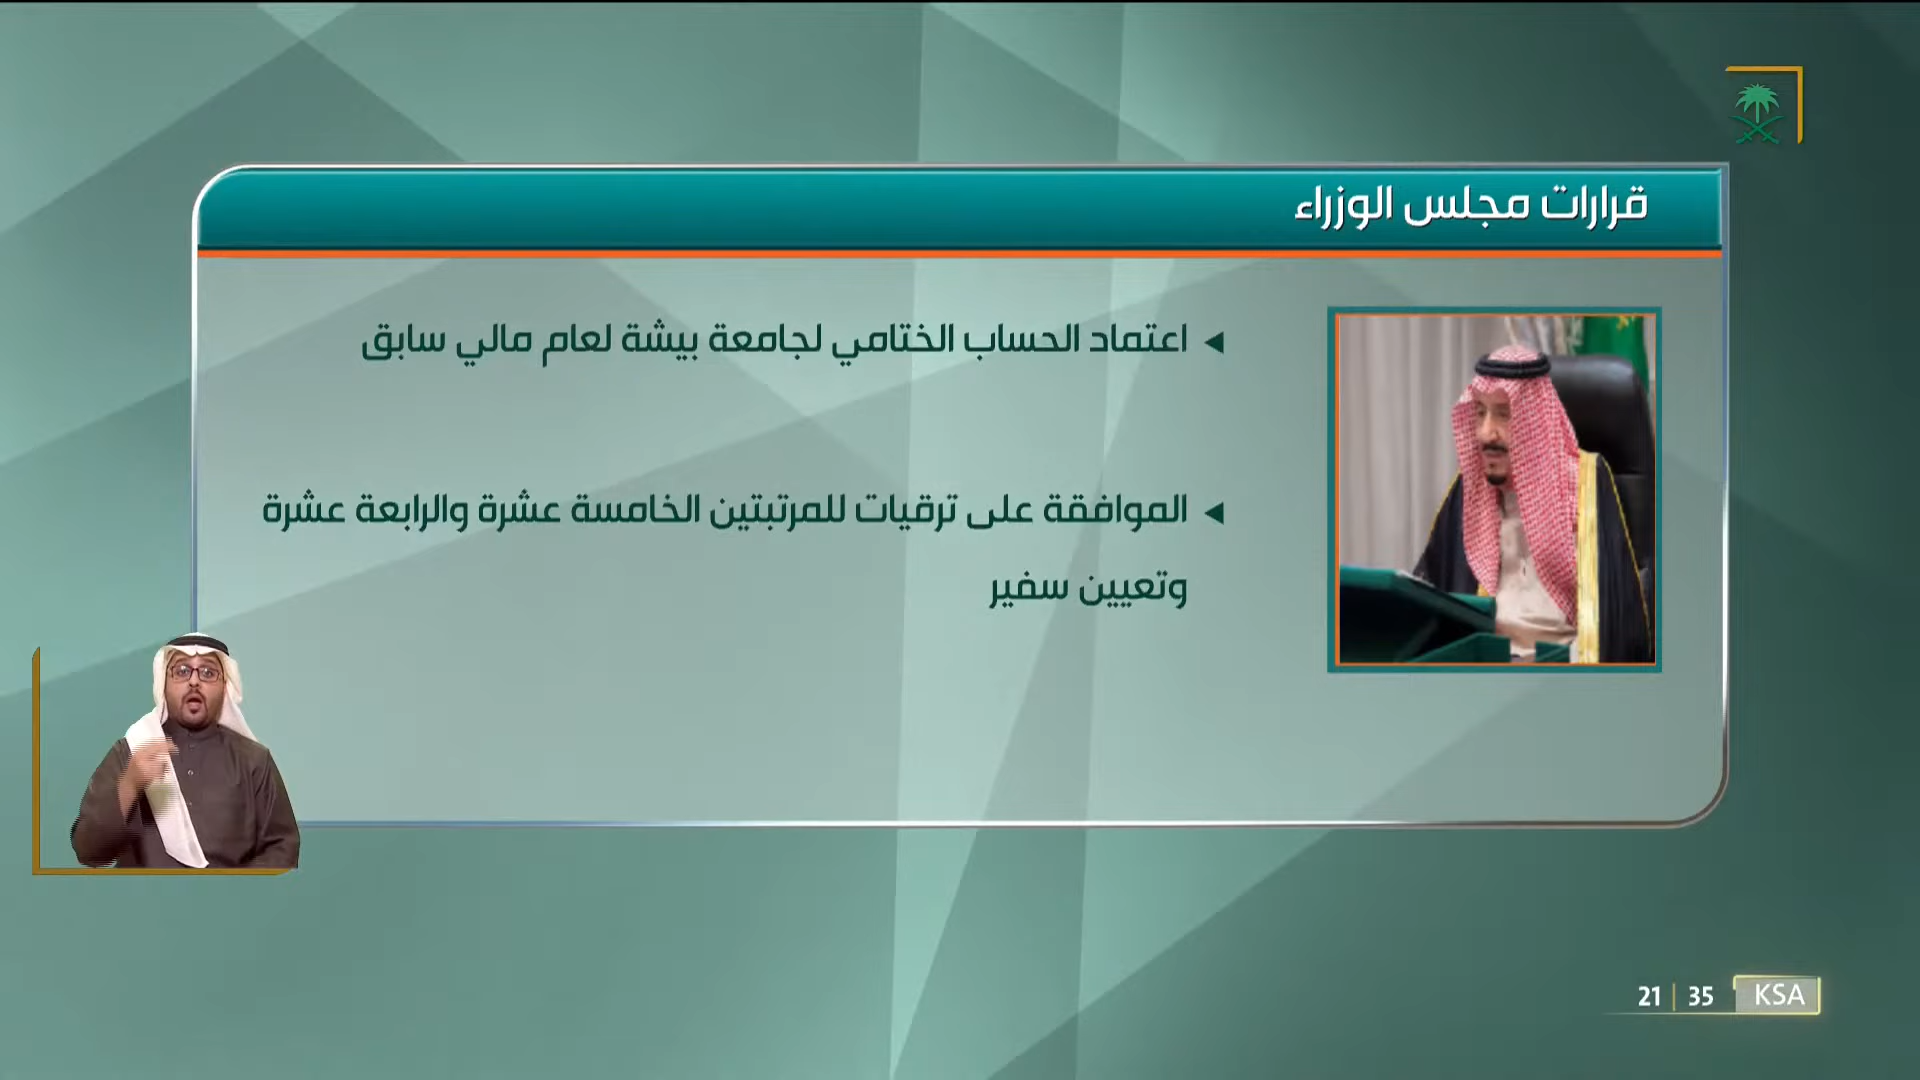 قرارات مجلس الوزراء
اعتماد الحساب الختامي لجامعة بيشة لعام مالي سابق
الموافقة على ترقيات للمرتبتين الخامسة عشرة والرابعة عشرة
وتعيين سفير
21 | 35 KSA